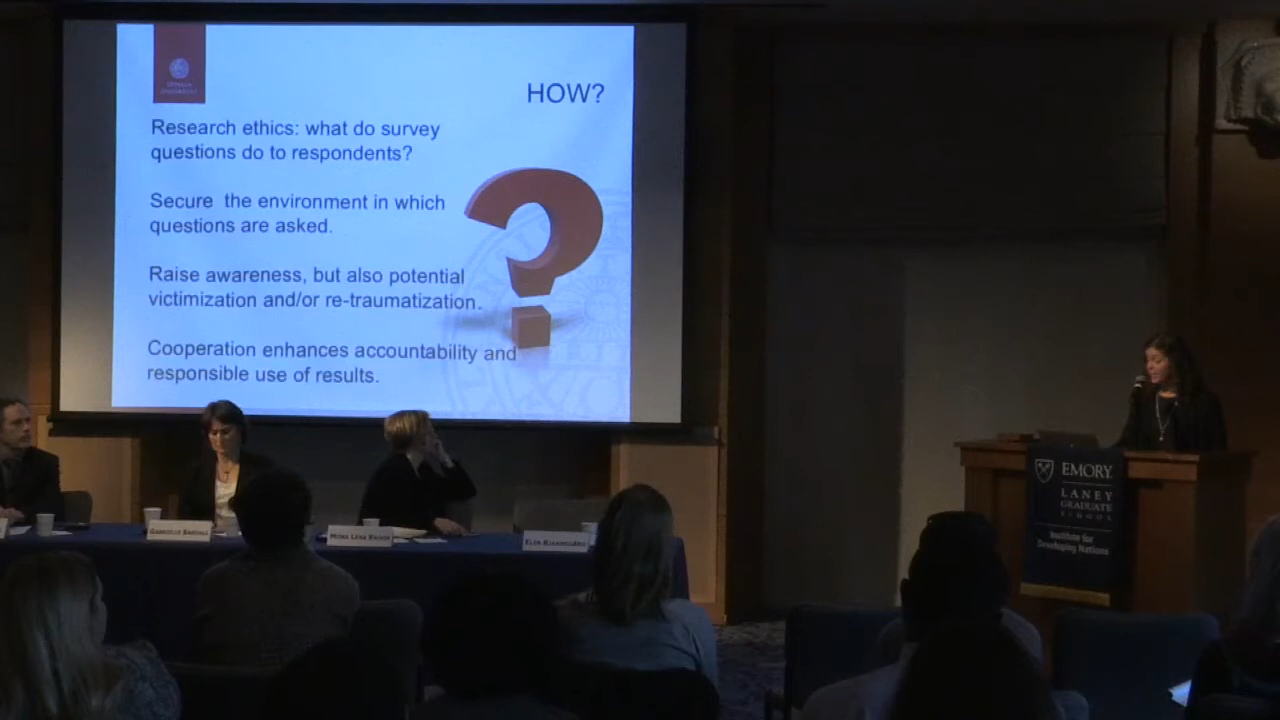 HOW?
Research ethics: what do survey
questions do to respondents?
Secure the environment in which
questions are asked.
Raise awareness, but also potential
victimization and/or re-traumatization.
Cooperation enhances accountability and
responsible use of results.
EMORY
LANEY
GRADUATE
SCHOOL
Institute for
Developing Nations